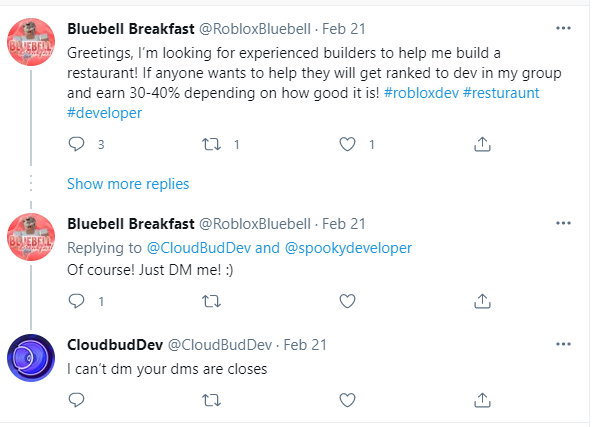 Bluebell Breakfast @RobloxBluebell · Feb 21
Greetings, I'm looking for experienced builders to help me build a
restaurant! If anyone wants to help they will get ranked to dev in my group
and earn 30-40% depending on how good it is! #robloxdev #resturaunt
#developer
3 1 1
Show more replies
Bluebell Breakfast @RobloxBluebell · Feb 21
Replying to @CloudBudDev and @spookydeveloper
Of course! Just DM me! :)
1
CloudbudDev @CloudBudDev · Feb 21
I can't dm your dms are closes